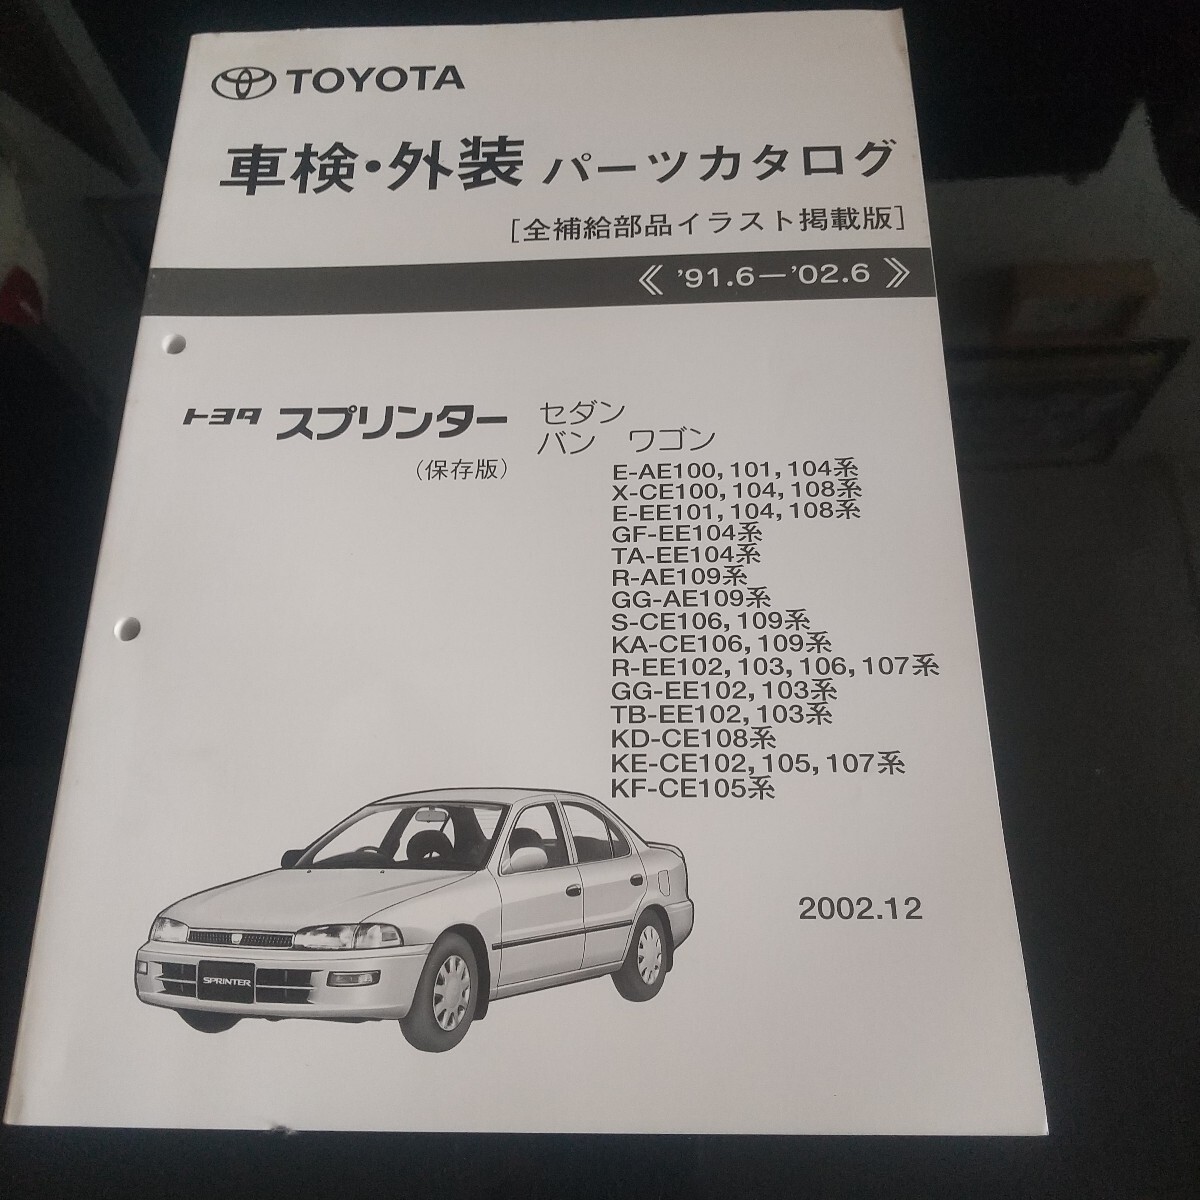 TOYOTA
車検・外装 パーツカタログ
[全補給部品イラスト掲載版]
《 '91.6－'02.6 》
トヨタ スプリンター セダン
バン ワゴン
（保存版）
E-AE100, 101, 104系
X-CE100, 104, 108系
E-EE101, 104, 108系
GF-EE104系
TA-EE104系
R-AE109系
GG-AE109系
S-CE106, 109系
KA-CE106, 109系
R-EE102, 103, 106, 107系
GG-EE102, 103系
TB-EE102, 103系
KD-CE108系
KE-CE102, 105, 107系
KF-CE105系
2002.12
SPRINTER